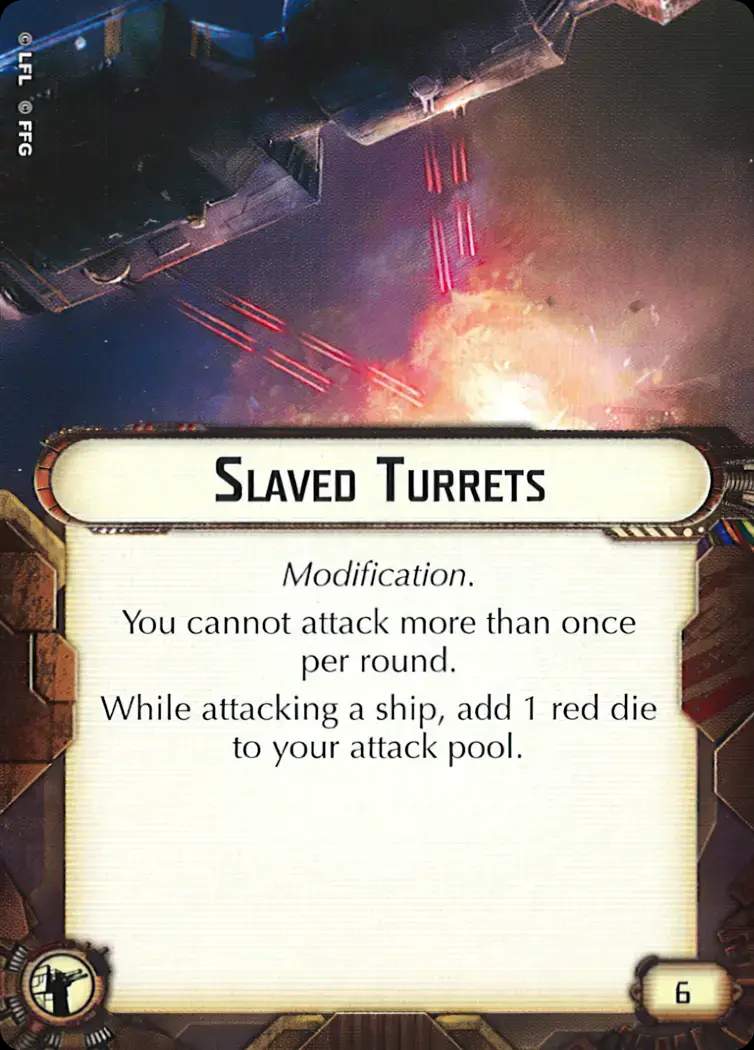 © LFL © FFG
Slaved Turrets
Modification.
You cannot attack more than once
per round.
While attacking a ship, add 1 red die
to your attack pool.
6